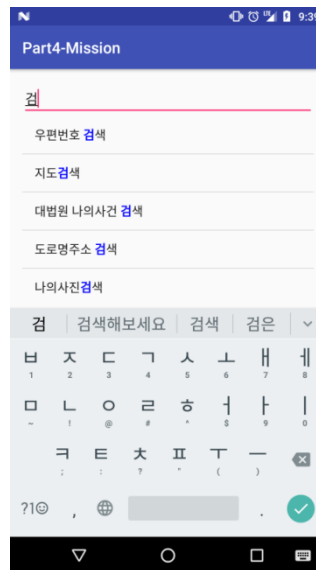 N 9:39
Part4-Mission
검
우편번호 검색
지도검색
대법원 나의사건 검색
도로명주소 검색
나의사진검색
검 검색해보세요 검색 검은
ㅂ ㅈ ㄷ ㄱ ㅅ ㅗ ㅐ ㅔ
1 2 3 4 5 6 7 8
ㅁ ㄴ ㅇ ㄹ ㅎ ㅓ ㅏ ㅣ
~ ! @ # ^ $ 9 0
ㅋ ㅌ ㅊ ㅍ ㅜ ㅡ
; : ? " ( )
?1☺ , .